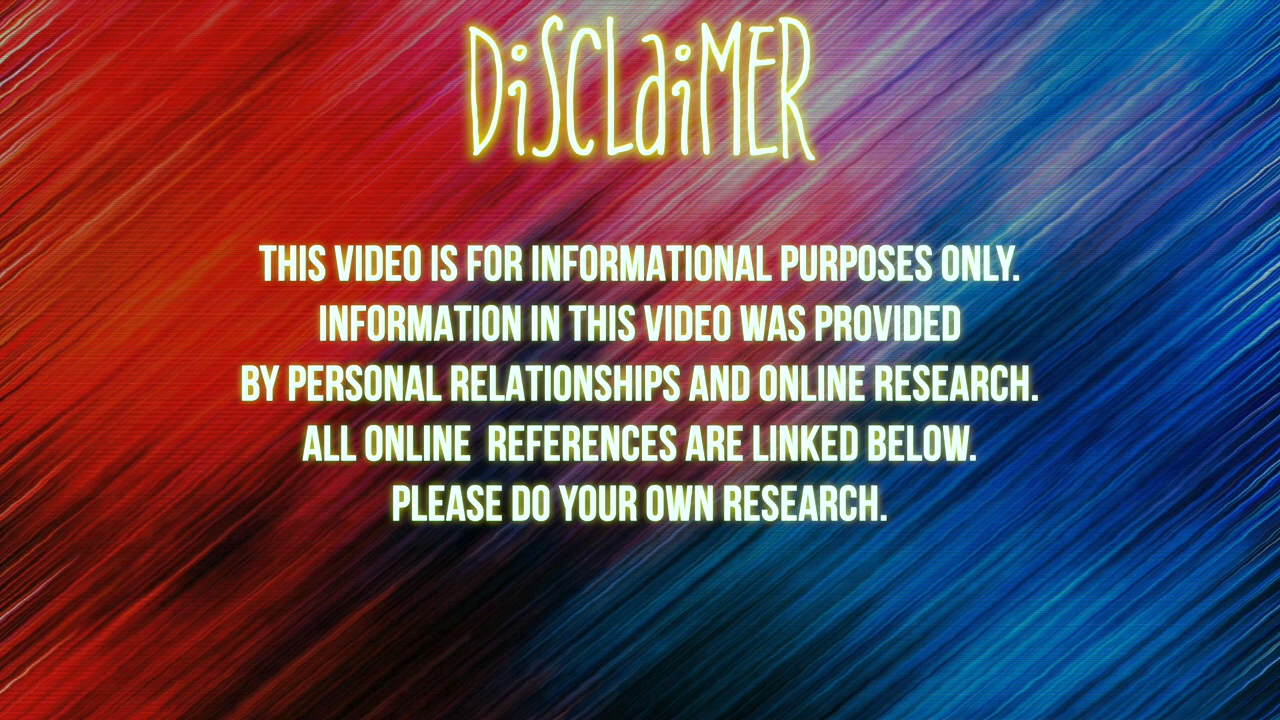 DiSCLaiMER
THIS VIDEO IS FOR INFORMATIONAL PURPOSES ONLY.
INFORMATION IN THIS VIDEO WAS PROVIDED
BY PERSONAL RELATIONSHIPS AND ONLINE RESEARCH.
ALL ONLINE  REFERENCES ARE LINKED BELOW.
PLEASE DO YOUR OWN RESEARCH.